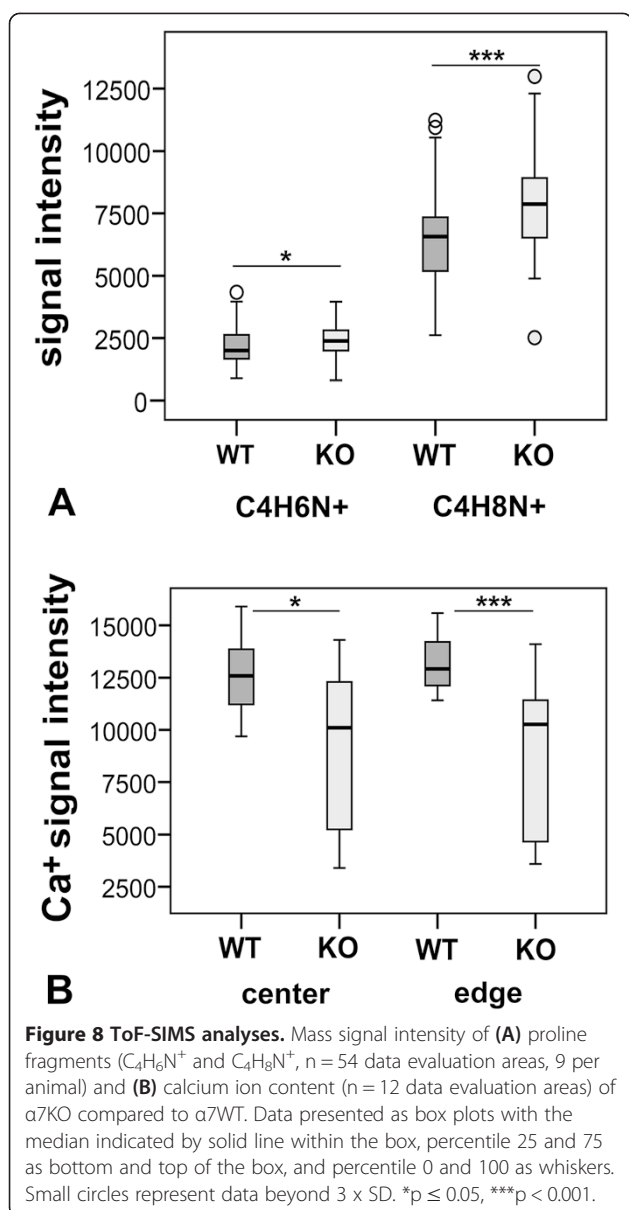 signal intensity
12500
10000
7500
5000
2500
0
*
***
WT KO WT KO
C4H6N+ C4H8N+
A
Ca⁺ signal intensity
15000
12500
10000
7500
5000
2500
*
***
WT KO WT KO
center edge
B
Figure 8 ToF-SIMS analyses. Mass signal intensity of (A) proline
fragments (C₄H₆N⁺ and C₄H₈N⁺, n = 54 data evaluation areas, 9 per
animal) and (B) calcium ion content (n = 12 data evaluation areas) of
α7KO compared to α7WT. Data presented as box plots with the
median indicated by solid line within the box, percentile 25 and 75
as bottom and top of the box, and percentile 0 and 100 as whiskers.
Small circles represent data beyond 3 x SD. *p ≤ 0.05, ***p < 0.001.